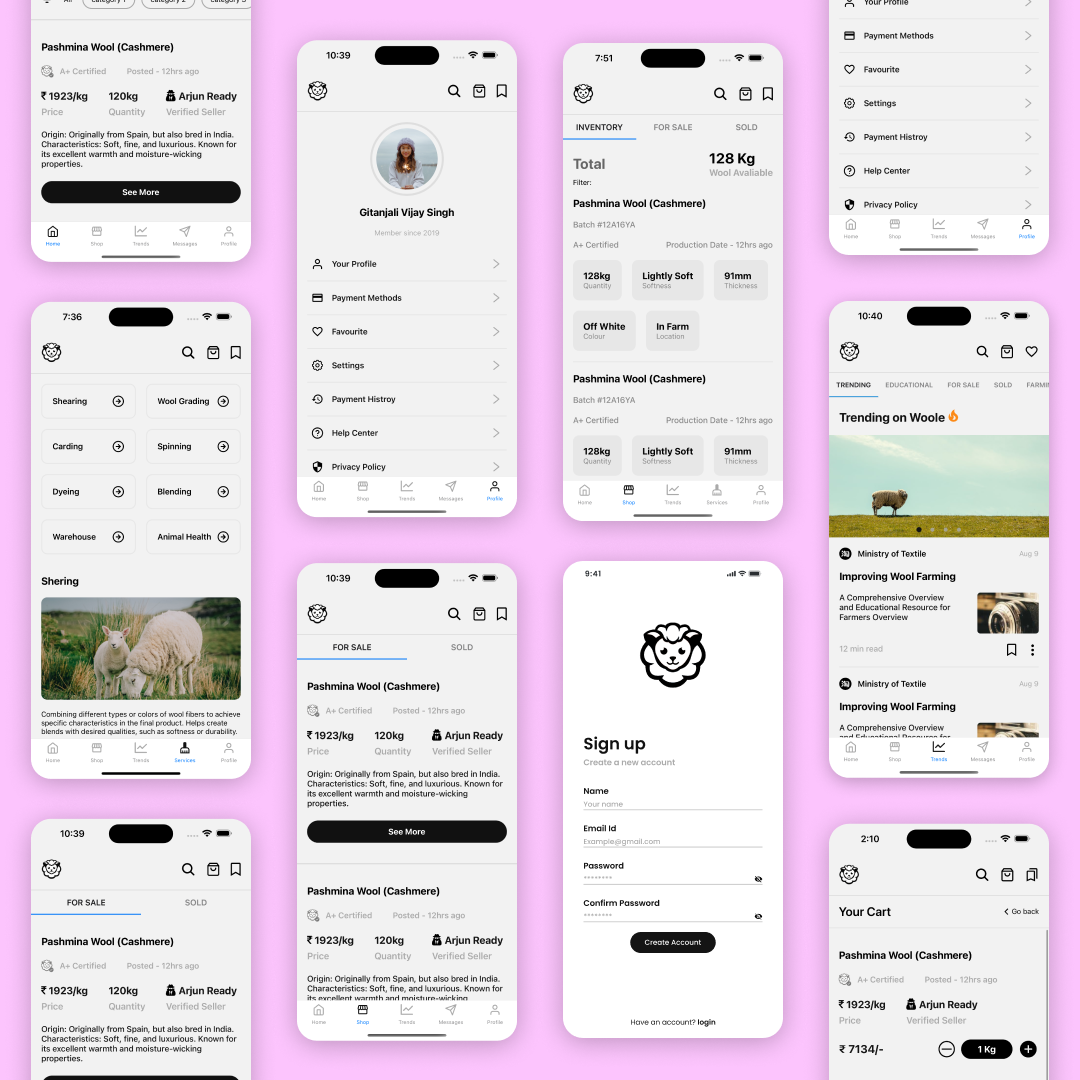 All
Category 1
Category 2
Category 3
Pashmina Wool (Cashmere)
A+ Certified
Posted - 12hrs ago
₹ 1923/kg
120kg
Arjun Ready
Price
Quantity
Verified Seller
Origin: Originally from Spain, but also bred in India.
Characterisics: Soft, fine, and luxurious. Known for
its excellent warmth and moisture-wicking
properties.
See More
Home
Shop
Trends
Messages
Profile
7:36
Shearing
Wool Grading
Carding
Spinning
Dyeing
Blending
Warehouse
Animal Health
Shering
Combining different types or colors of wool fibers to achieve
specific characteristics in the final product. Helps create
blends with desired qualities, such as softness or durability.
Home
Shop
Trends
Services
Profile
10:39
FOR SALE
SOLD
Pashmina Wool (Cashmere)
A+ Certified
Posted - 12hrs ago
₹ 1923/kg
120kg
Arjun Ready
Price
Quantity
Verified Seller
Origin: Originally from Spain, but also bred in India.
Characterisics: Soft, fine, and luxurious. Known for
its excellent warmth and moisture-wicking
properties.
10:39
Gitanjali Vijay Singh
Member since 2019
Your Profile
Payment Methods
Favourite
Settings
Payment Histroy
Help Center
Privacy Policy
Home
Shop
Trends
Messages
Profile
10:39
FOR SALE
SOLD
Pashmina Wool (Cashmere)
A+ Certified
Posted - 12hrs ago
₹ 1923/kg
120kg
Arjun Ready
Price
Quantity
Verified Seller
Origin: Originally from Spain, but also bred in India.
Characterisics: Soft, fine, and luxurious. Known for
its excellent warmth and moisture-wicking
properties.
See More
Pashmina Wool (Cashmere)
A+ Certified
Posted - 12hrs ago
₹ 1923/kg
120kg
Arjun Ready
Price
Quantity
Verified Seller
Origin: Originally from Spain, but also bred in India.
Characterisics: Soft, fine, and luxurious. Known for
its excellent warmth and moisture-wicking
Home
Shop
Trends
Messages
Profile
7:51
INVENTORY
FOR SALE
SOLD
Total
128 Kg
Wool Avaliable
Filter:
Pashmina Wool (Cashmere)
Batch #12A16YA
A+ Certified
Production Date - 12hrs ago
128kg
Quantity
Lightly Soft
Softness
91mm
Thickness
Off White
Colour
In Farm
Location
Pashmina Wool (Cashmere)
Batch #12A16YA
A+ Certified
Production Date - 12hrs ago
128kg
Quantity
Lightly Soft
Softness
91mm
Thickness
Home
Shop
Trends
Services
Profile
9:41
Sign up
Create a new account
Name
Your name
Email Id
Example@gmail.com
Password
********
Confirm Password
********
Create Account
Have an account? login
Your Profile
Payment Methods
Favourite
Settings
Payment Histroy
Help Center
Privacy Policy
Home
Shop
Trends
Messages
Profile
10:40
TRENDING
EDUCATIONAL
FOR SALE
SOLD
FARMIN
Trending on Woole
Ministry of Textile
Aug 9
Improving Wool Farming
A Comprehensive Overview
and Educational Resource for
Farmers Overview
12 min read
Ministry of Textile
Aug 9
Improving Wool Farming
A Comprehensive Overview
and Educational Resource for
Home
Shop
Trends
Messages
Profile
2:10
Your Cart
Go back
Pashmina Wool (Cashmere)
A+ Certified
Posted - 12hrs ago
₹ 1923/kg
Arjun Ready
Price
Verified Seller
₹ 7134/-
1 Kg